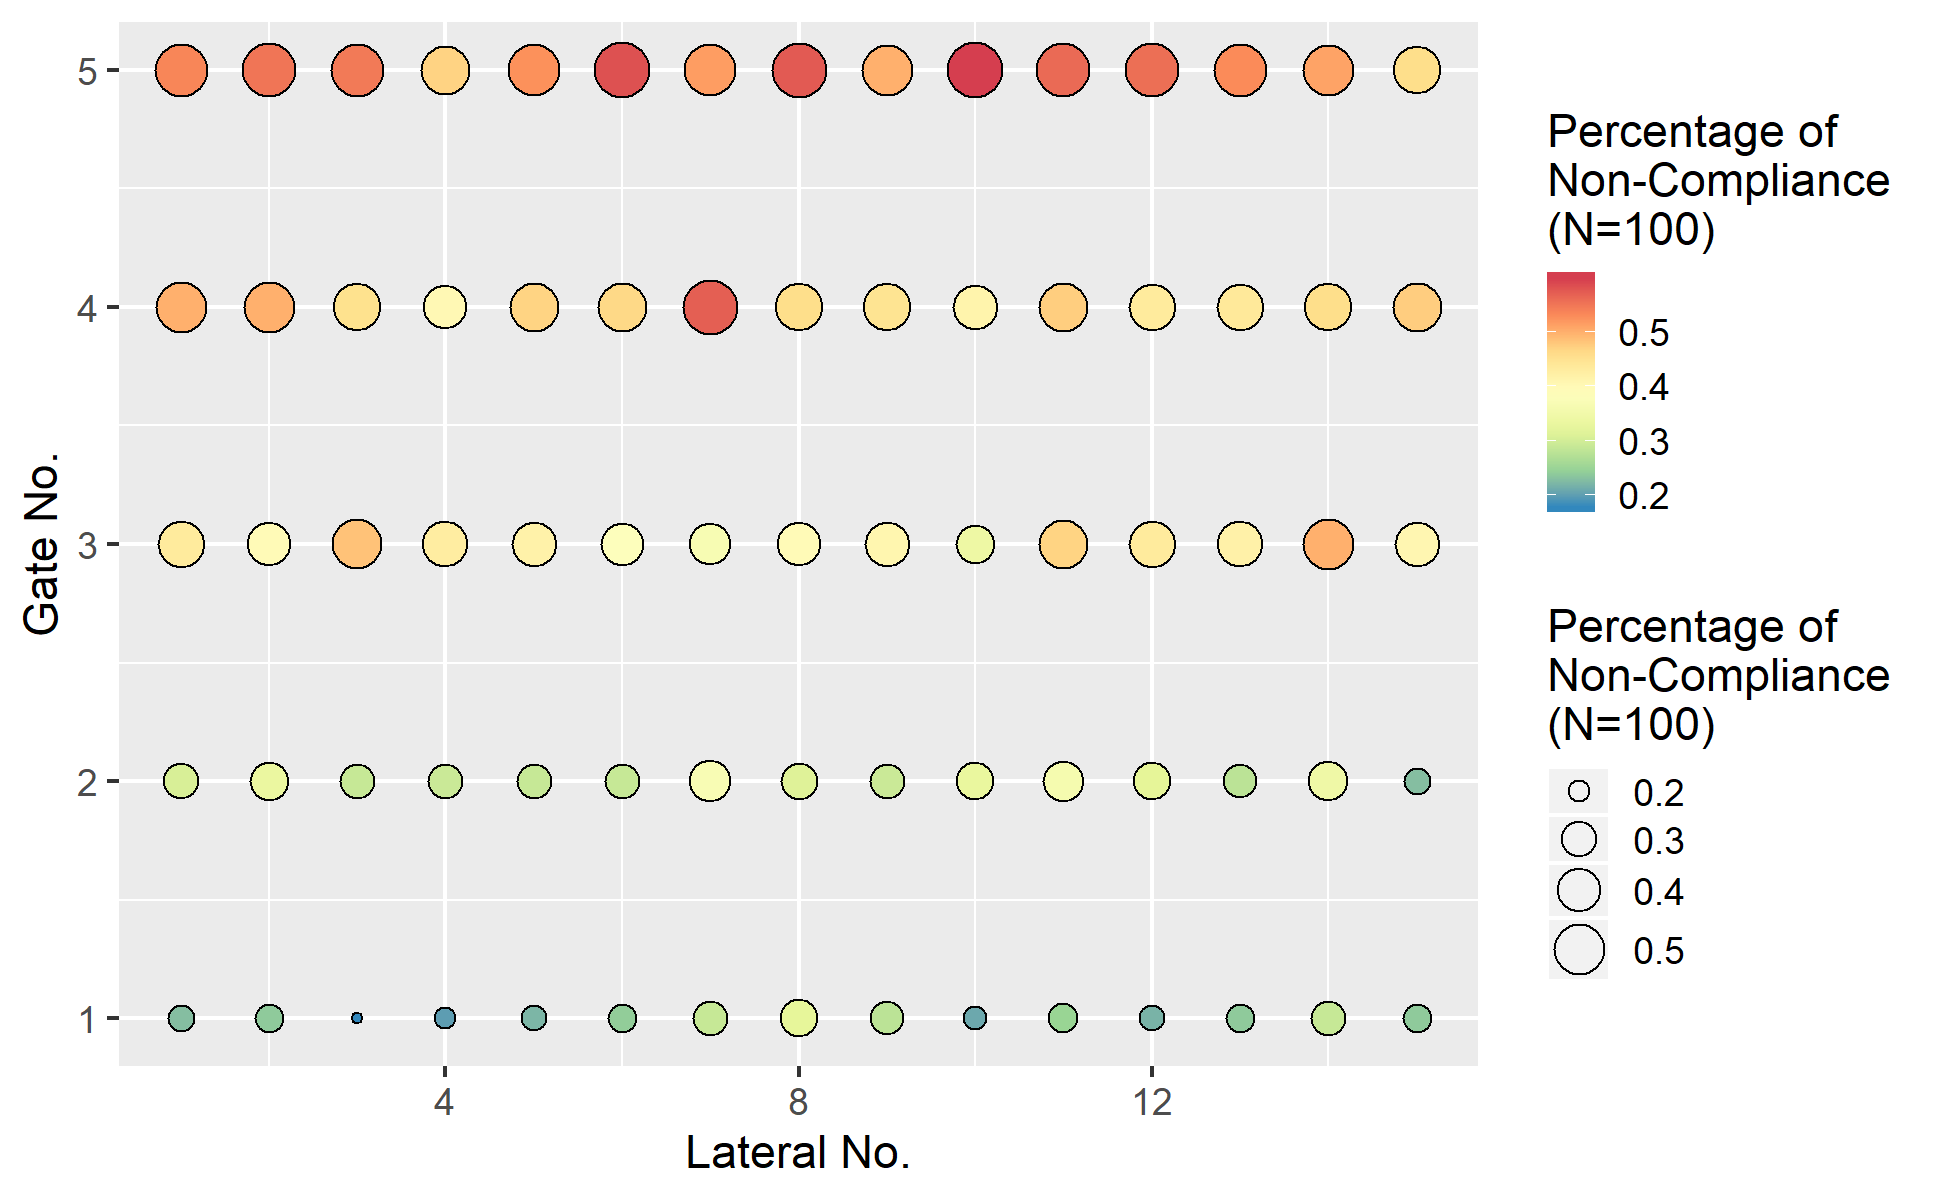 5
4
3
2
1
Gate No.
4
8
12
Lateral No.
Percentage of
Non-Compliance
(N=100)
0.5
0.4
0.3
0.2
Percentage of
Non-Compliance
(N=100)
0.2
0.3
0.4
0.5